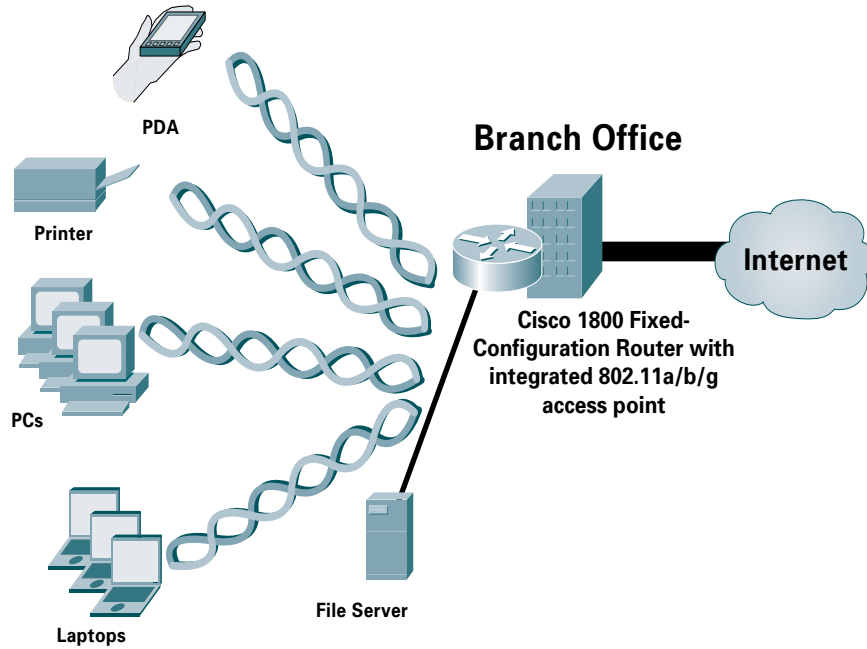 PDA
Branch Office
Printer
Internet
Cisco 1800 Fixed-
Configuration Router with
integrated 802.11a/b/g
access point
PCs
File Server
Laptops